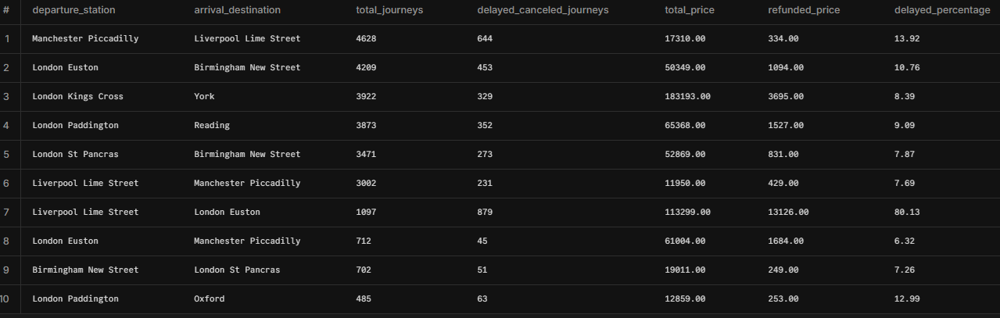 # departure_station arrival_destination total_journeys delayed_canceled_journeys total_price refunded_price delayed_percentage
1 Manchester Piccadilly Liverpool Lime Street 4628 644 17310.00 334.00 13.92
2 London Euston Birmingham New Street 4209 453 50349.00 1094.00 10.76
3 London Kings Cross York 3922 329 183193.00 3695.00 8.39
4 London Paddington Reading 3873 352 65368.00 1527.00 9.09
5 London St Pancras Birmingham New Street 3471 273 52869.00 831.00 7.87
6 Liverpool Lime Street Manchester Piccadilly 3002 231 11950.00 429.00 7.69
7 Liverpool Lime Street London Euston 1097 879 113299.00 13126.00 80.13
8 London Euston Manchester Piccadilly 712 45 61004.00 1684.00 6.32
9 Birmingham New Street London St Pancras 702 51 19011.00 249.00 7.26
10 London Paddington Oxford 485 63 12859.00 253.00 12.99